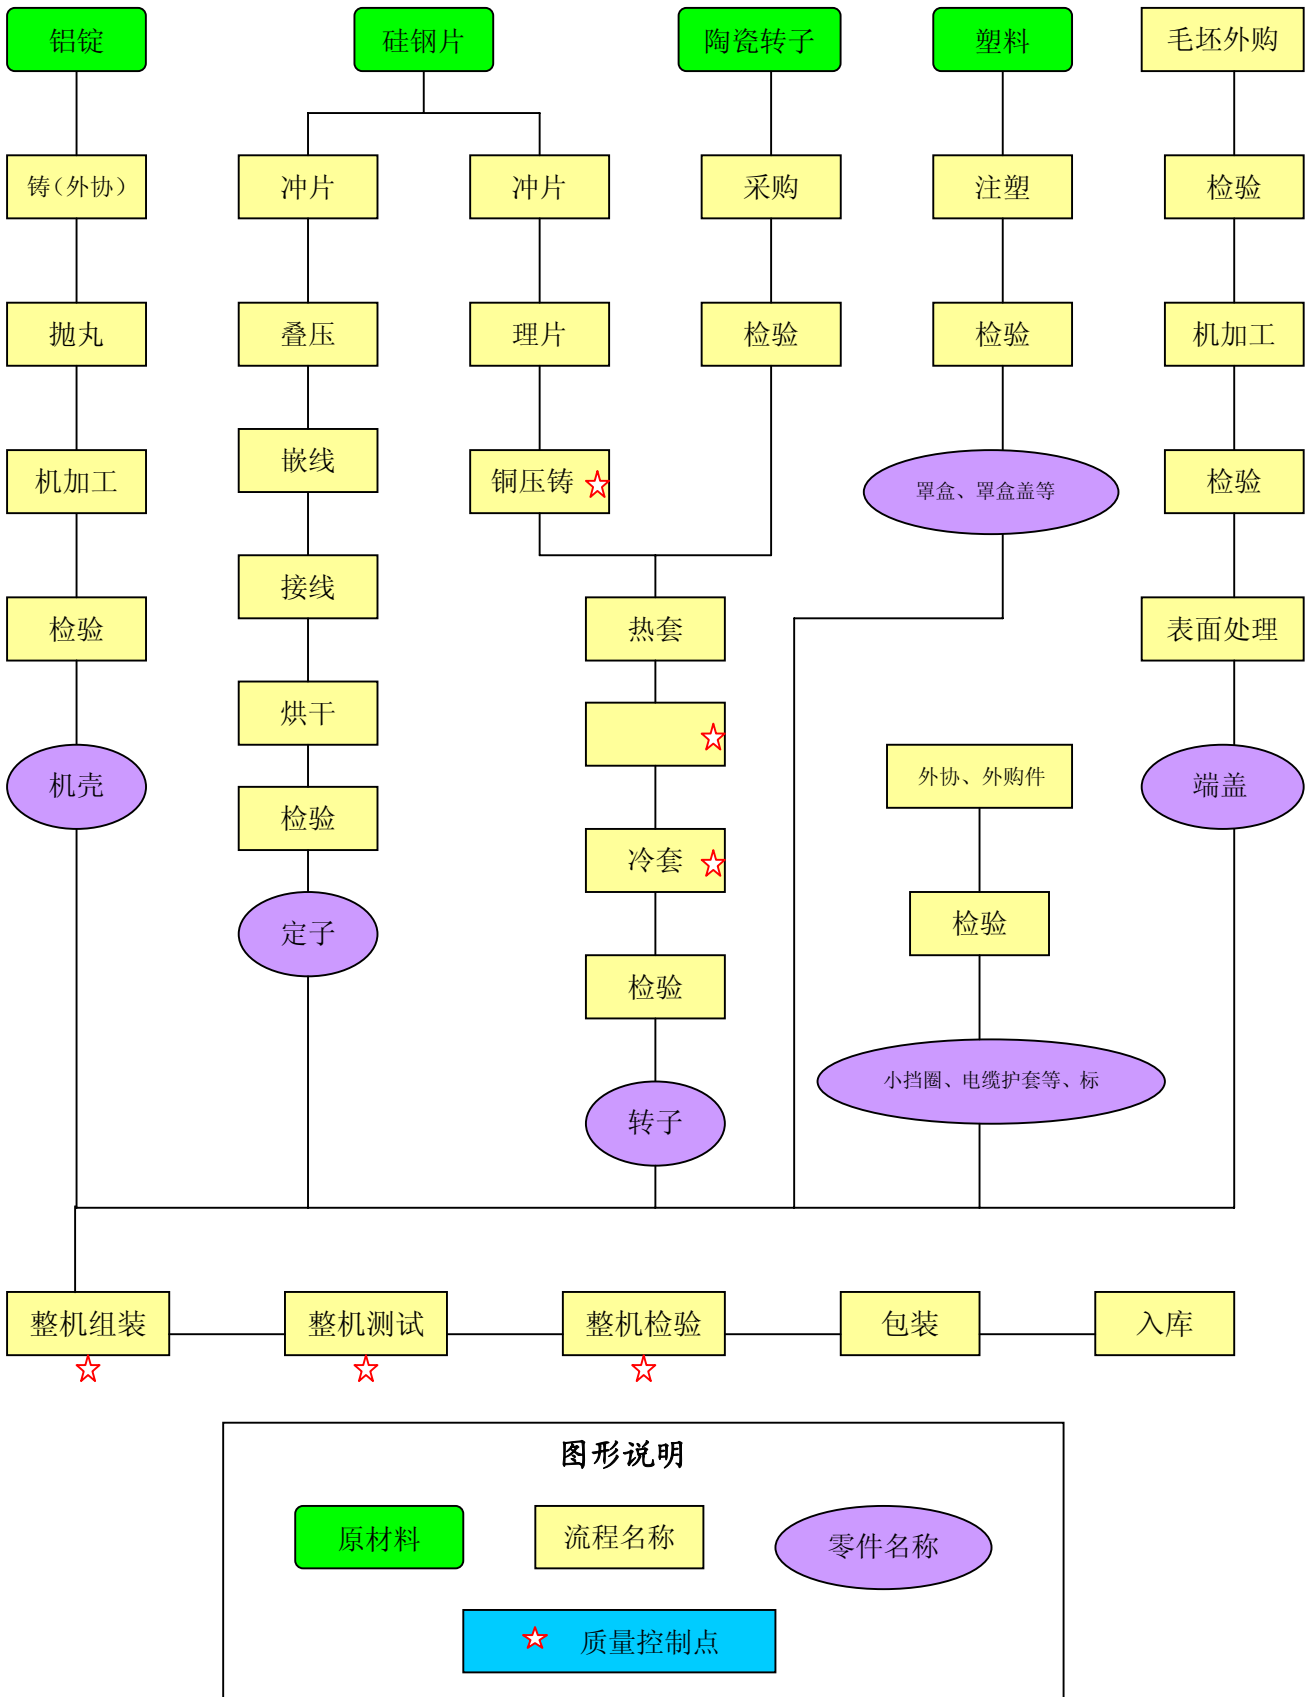 铝锭
硅钢片
陶瓷转子
塑料
毛坯外购
铸（外协）
冲片
冲片
采购
注塑
检验
抛丸
叠压
理片
检验
检验
机加工
机加工
嵌线
铜压铸
罩盒、罩盒盖等
检验
接线
检验
热套
表面处理
烘干
机壳
检验
外协、外购件
端盖
冷套
定子
检验
检验
小挡圈、电缆护套等、标
转子
整机组装
整机测试
整机检验
包装
入库
图形说明
原材料
流程名称
零件名称
质量控制点